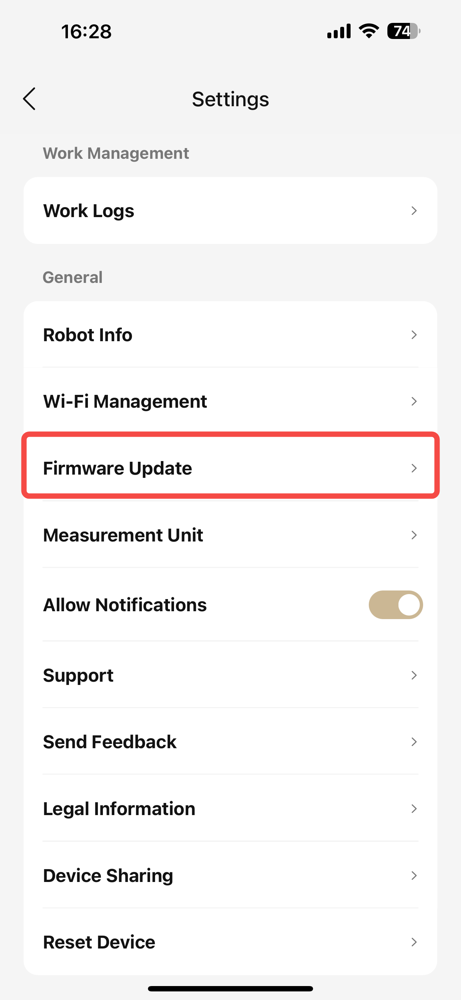 16:28
74
Settings
Work Management
Work Logs
General
Robot Info
Wi-Fi Management
Firmware Update
Measurement Unit
Allow Notifications
Support
Send Feedback
Legal Information
Device Sharing
Reset Device